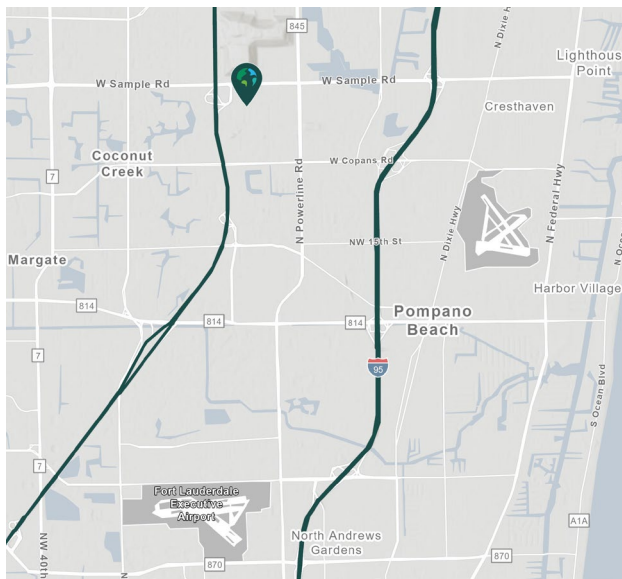 845
N Dixie H
Lighthous
Point
W Sample Rd
W Sample Rd
Cresthaven
Coconut
Creek
W Copans Rd
7
N Powerline Rd
N Federal Hwy
N Dixie Hwy
NW 15th St
N Oce
Margate
Harbor Village
814
814
814
Pompano
Beach
7
95
S Ocean Blvd
7
Fort Lauderdale
Executive
Airport
A1A
North Andrews
Gardens
NW 40th
N
870
870